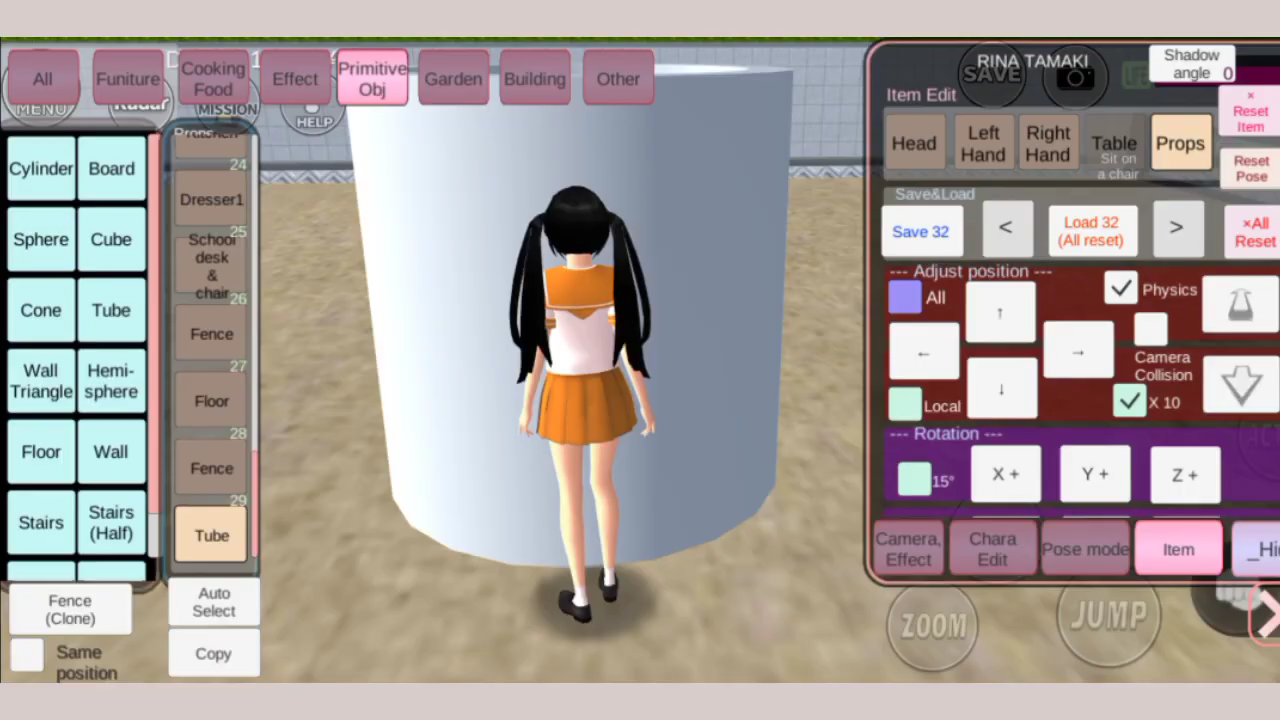 All
Funiture
Cooking
Food
Effect
Primitive
Obj
Garden
Building
Other
MENU
Radar
MISSION
HELP
Cylinder
Board
Sphere
Cube
Cone
Tube
Wall
Triangle
Hemi-
sphere
Floor
Wall
Stairs
Stairs
(Half)
24
Dresser1
25
School
desk
&
chair
26
Fence
27
Floor
28
Fence
29
Tube
Fence
(Clone)
Auto
Select
Same
position
Copy
RINA TAMAKI
SAVE
Shadow
angle 0
Item Edit
×
Reset
Item
Head
Left
Hand
Right
Hand
Table
Sit on
a chair
Props
Reset
Pose
Save&Load
Save 32
<
Load 32
(All reset)
>
×All
Reset
--- Adjust position ---
All
↑
Physics
←
→
Camera
Collision
Local
↓
X 10
--- Rotation ---
15°
X +
Y +
Z +
Camera,
Effect
Chara
Edit
Pose mode
Item
ZOOM
JUMP